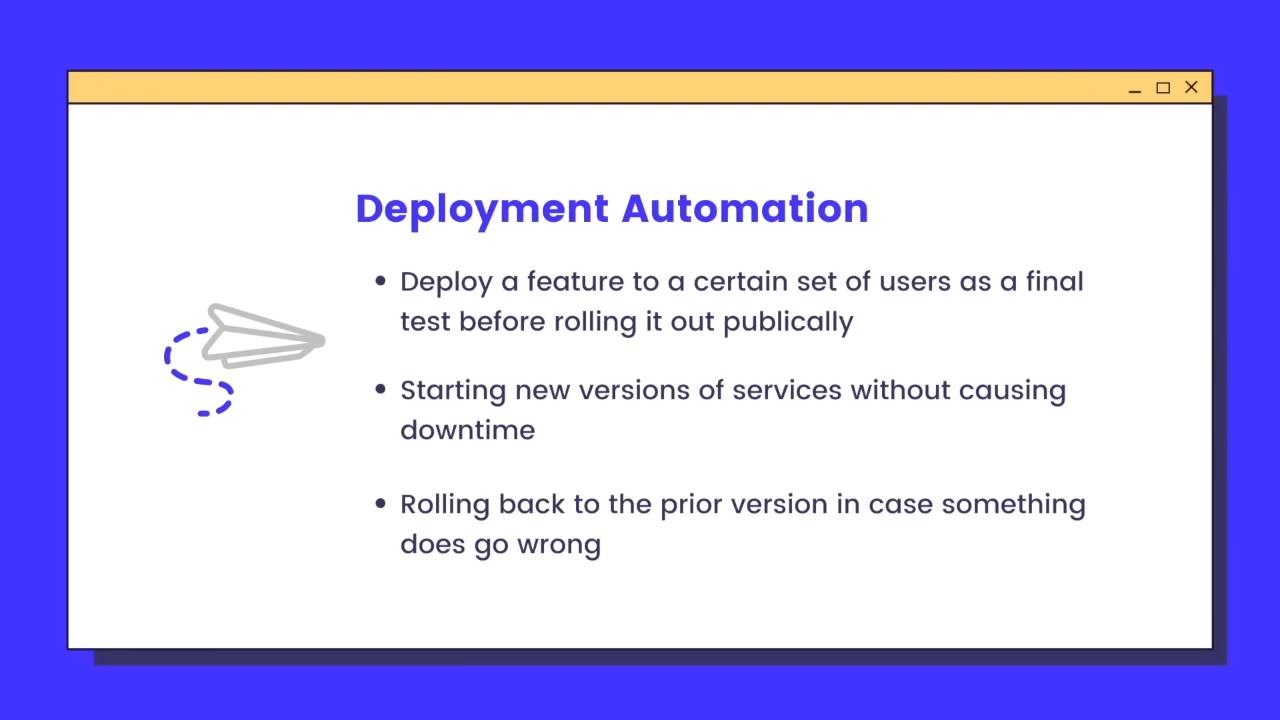 Deployment Automation
• Deploy a feature to a certain set of users as a final
test before rolling it out publically
• Starting new versions of services without causing
downtime
• Rolling back to the prior version in case something
does go wrong